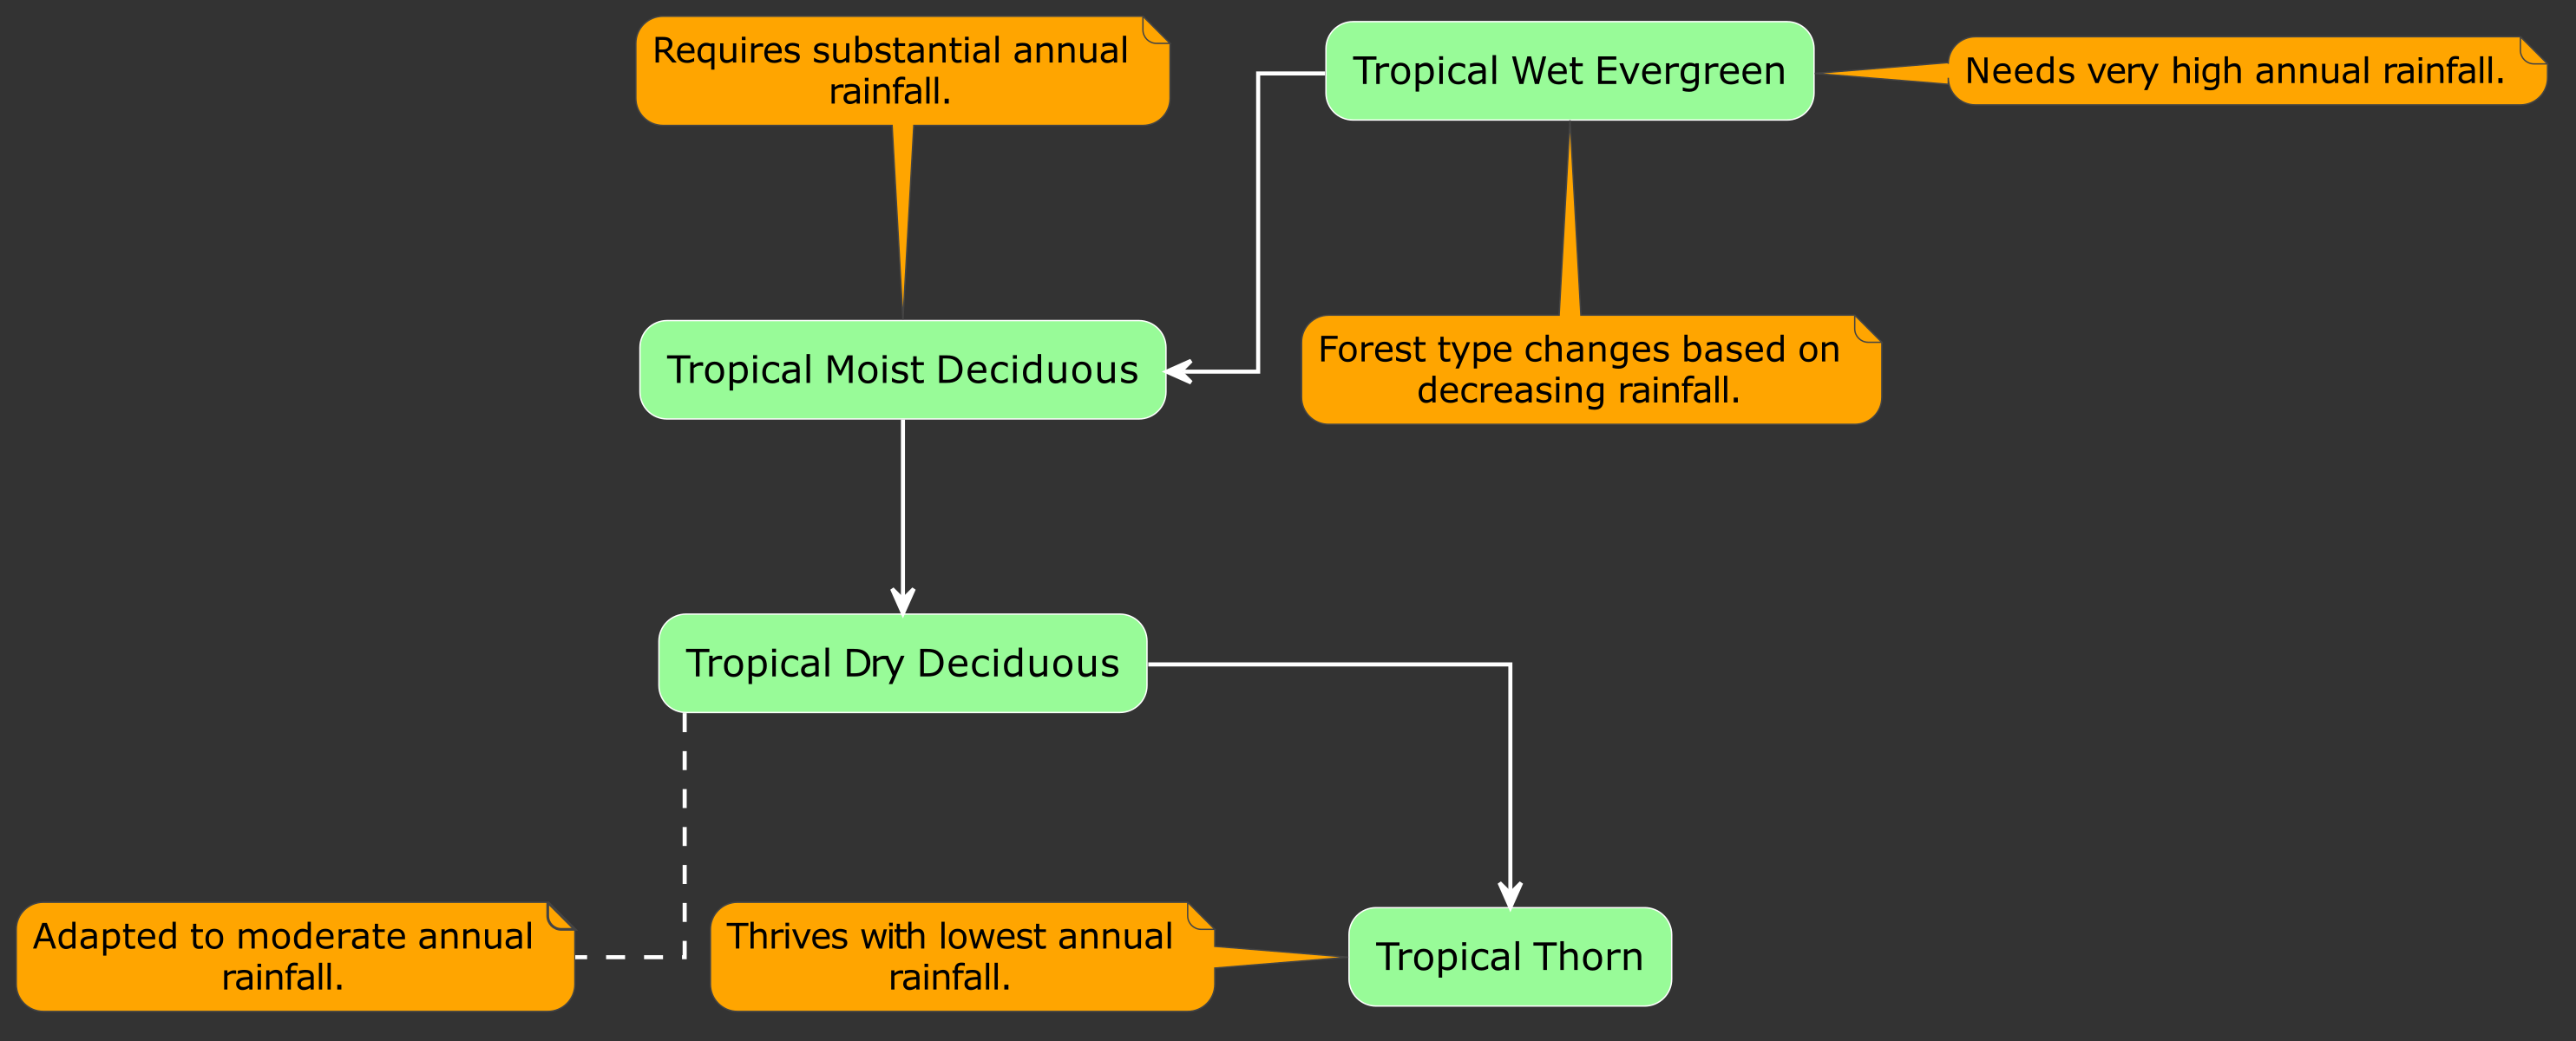 Requires substantial annual
rainfall.
Tropical Wet Evergreen
Needs very high annual rainfall.
Tropical Moist Deciduous
Forest type changes based on
decreasing rainfall.
Tropical Dry Deciduous
Adapted to moderate annual
rainfall.
Thrives with lowest annual
rainfall.
Tropical Thorn